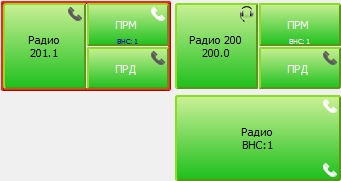 Радио
201.1
ПРМ
ВНС:1
ПРД
Радио 200
200.0
ПРМ
ВНС:1
ПРД
Радио
ВНС:1